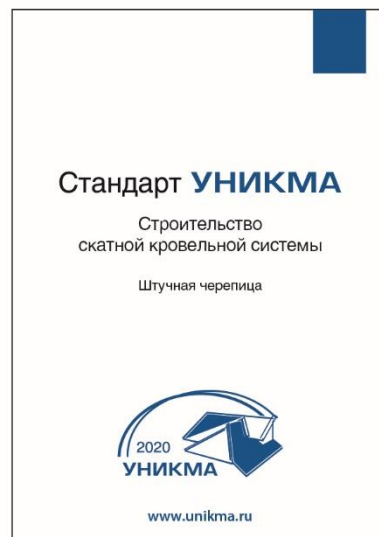 Стандарт УНИКМА
Строительство
скатной кровельной системы
Штучная черепица
2020
УНИКМА
www.unikma.ru